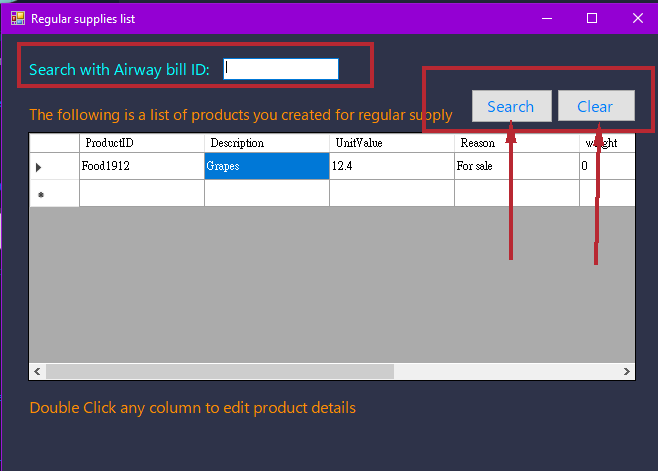 Regular supplies list
Search with Airway bill ID:
Search Clear
The following is a list of products you created for regular supply
ProductID Description UnitValue Reason weight
Food1912 Grapes 12.4 For sale 0
Double Click any column to edit product details